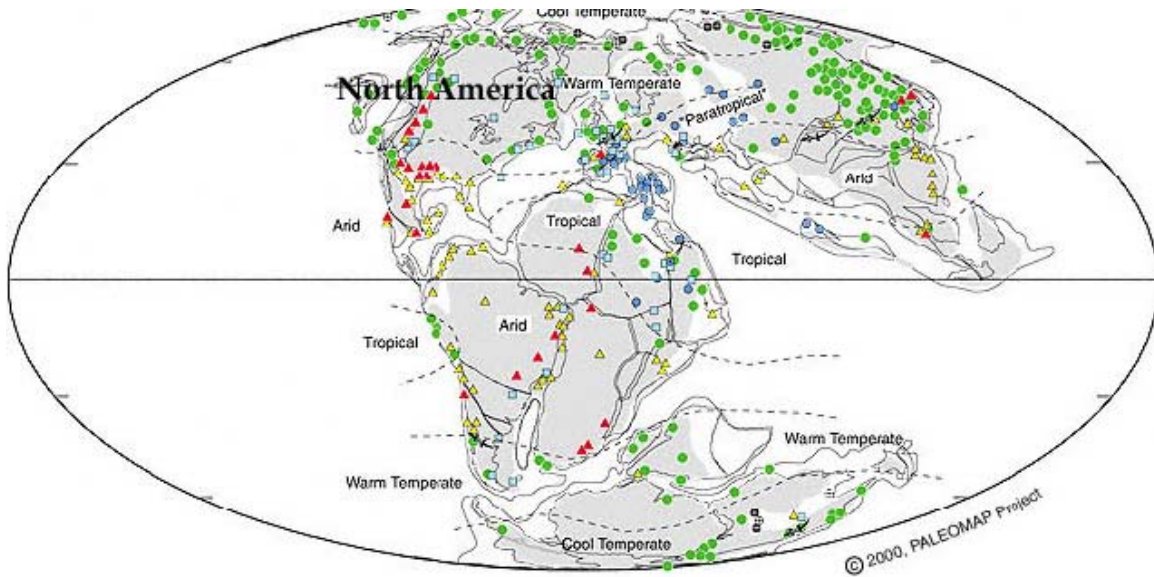 Cool Temperate
North America
Warm Temperate
"Paratropical"
Arid
Tropical
Arid
Tropical
Arid
Tropical
Warm Temperate
Warm Temperate
Cool Temperate
© 2000, PALEOMAP Project